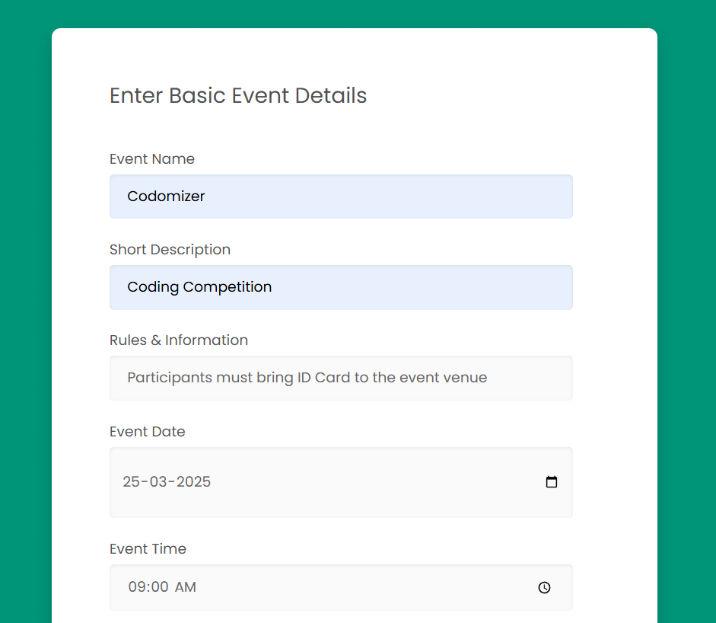 Enter Basic Event Details
Event Name
Codomizer
Short Description
Coding Competition
Rules & Information
Participants must bring ID Card to the event venue
Event Date
25-03-2025
Event Time
09:00 AM